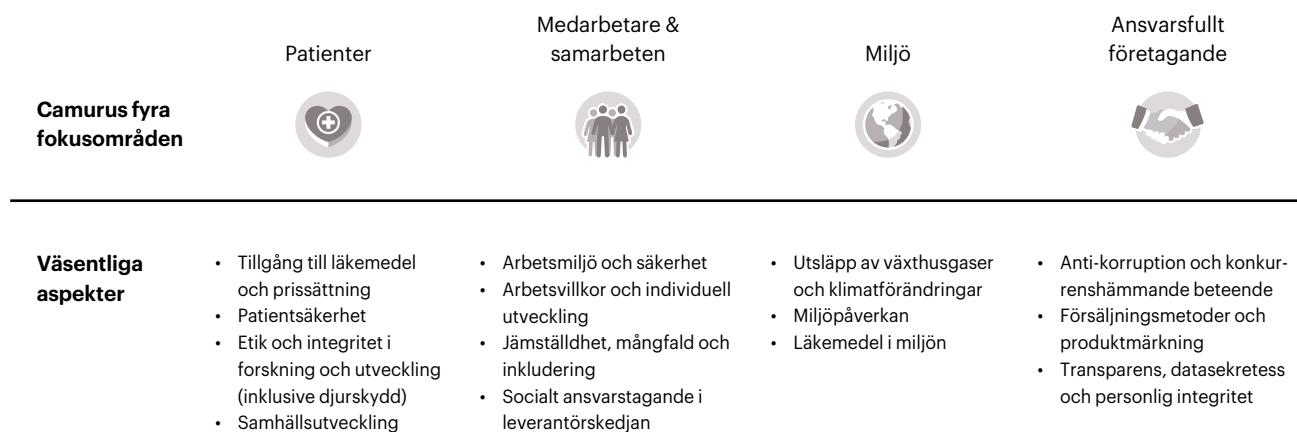 Patienter
Medarbetare &
samarbeten
Miljö
Ansvarsfullt
företagande
Camurus fyra
fokusområden
Väsentliga
aspekter
• Tillgång till läkemedel
och prissättning
• Patientsäkerhet
• Etik och integritet i
forskning och utveckling
(inklusive djurskydd)
• Samhällsutveckling
• Arbetsmiljö och säkerhet
• Arbetsvillkor och individuell
utveckling
• Jämställdhet, mångfald och
inkludering
• Socialt ansvarstagande i
leverantörskedjan
• Utsläpp av växthusgaser
och klimatförändringar
• Miljöpåverkan
• Läkemedel i miljön
• Anti-korruption och konkur-
renshämmande beteende
• Försäljningsmetoder och
produktmärkning
• Transparens, datasekretess
och personlig integritet